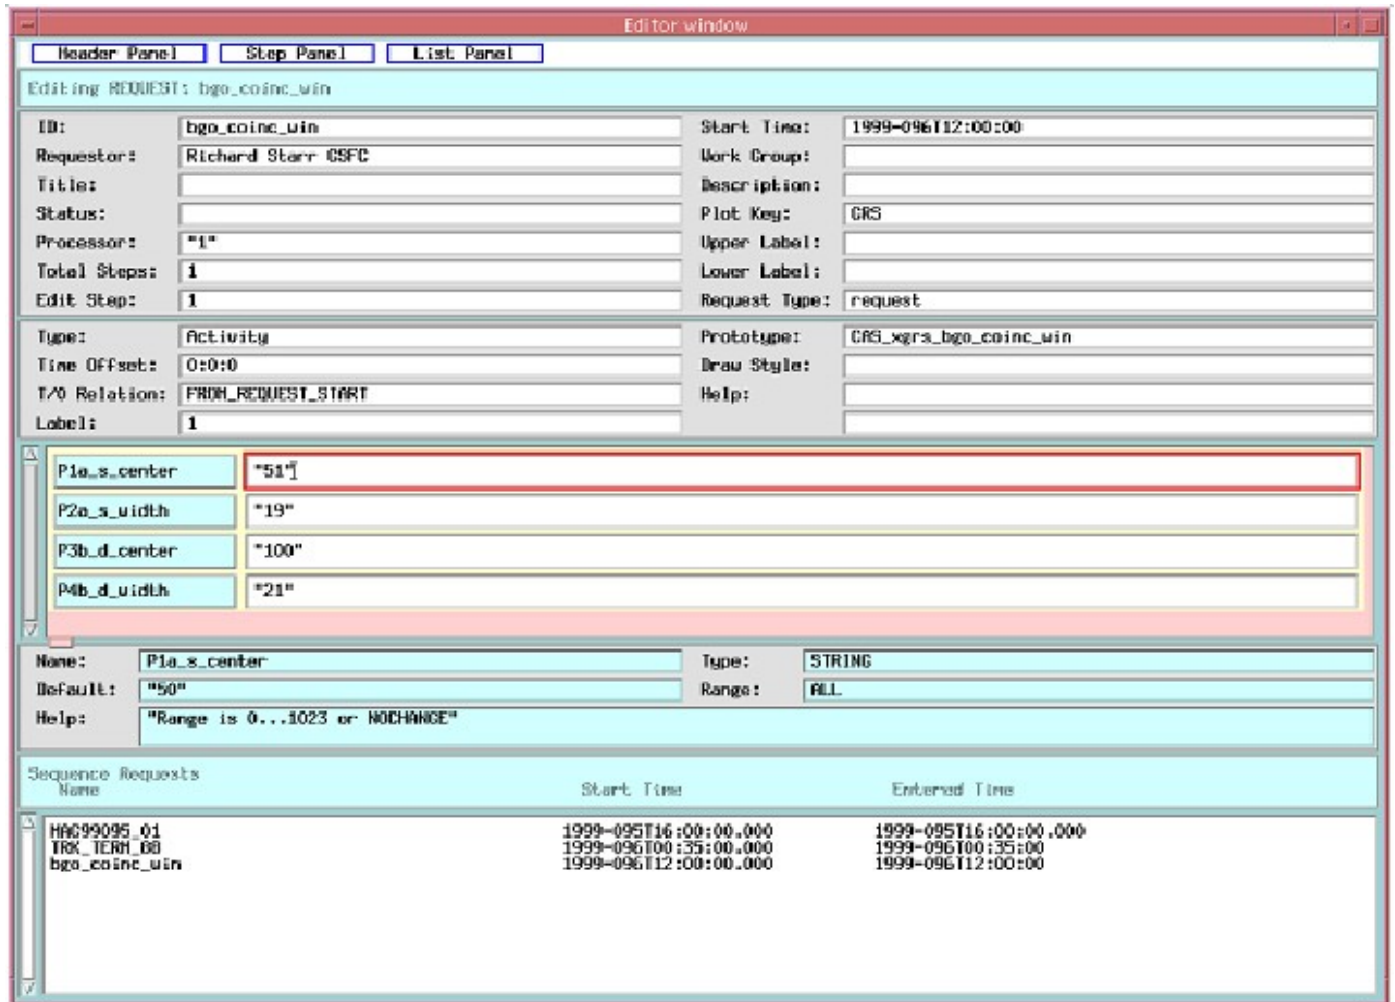 Editor window
Header Panel Step Panel List Panel
Editing REQUEST: bgo_coinc_win
ID: bgo_coinc_win Start Time: 1999-096T12:00:00
Requestor: Richard Starr GSFC Work Group:
Title: Description:
Status: Plot Key: GRS
Processor: "1" Upper Label:
Total Steps: 1 Lower Label:
Edit Step: 1 Request Type: request
Type: Activity Prototype: CAS_xgrs_bgo_coinc_win
Time Offset: 0:0:0 Draw Style:
T/O Relation: FROM_REQUEST_START Help:
Label: 1
P1a_s_center "51"
P2a_s_width "19"
P3b_d_center "100"
P4b_d_width "21"
Name: P1a_s_center Type: STRING
Default: "50" Range: ALL
Help: "Range is 0...1023 or NOCHANGE"
Sequence Requests
Name Start Time Entered Time
HAC99095_01 1999-095T16:00:00.000 1999-095T16:00:00.000
TRK_TERM_BB 1999-096T00:35:00.000 1999-096T00:35:00
bgo_coinc_win 1999-096T12:00:00.000 1999-096T12:00:00